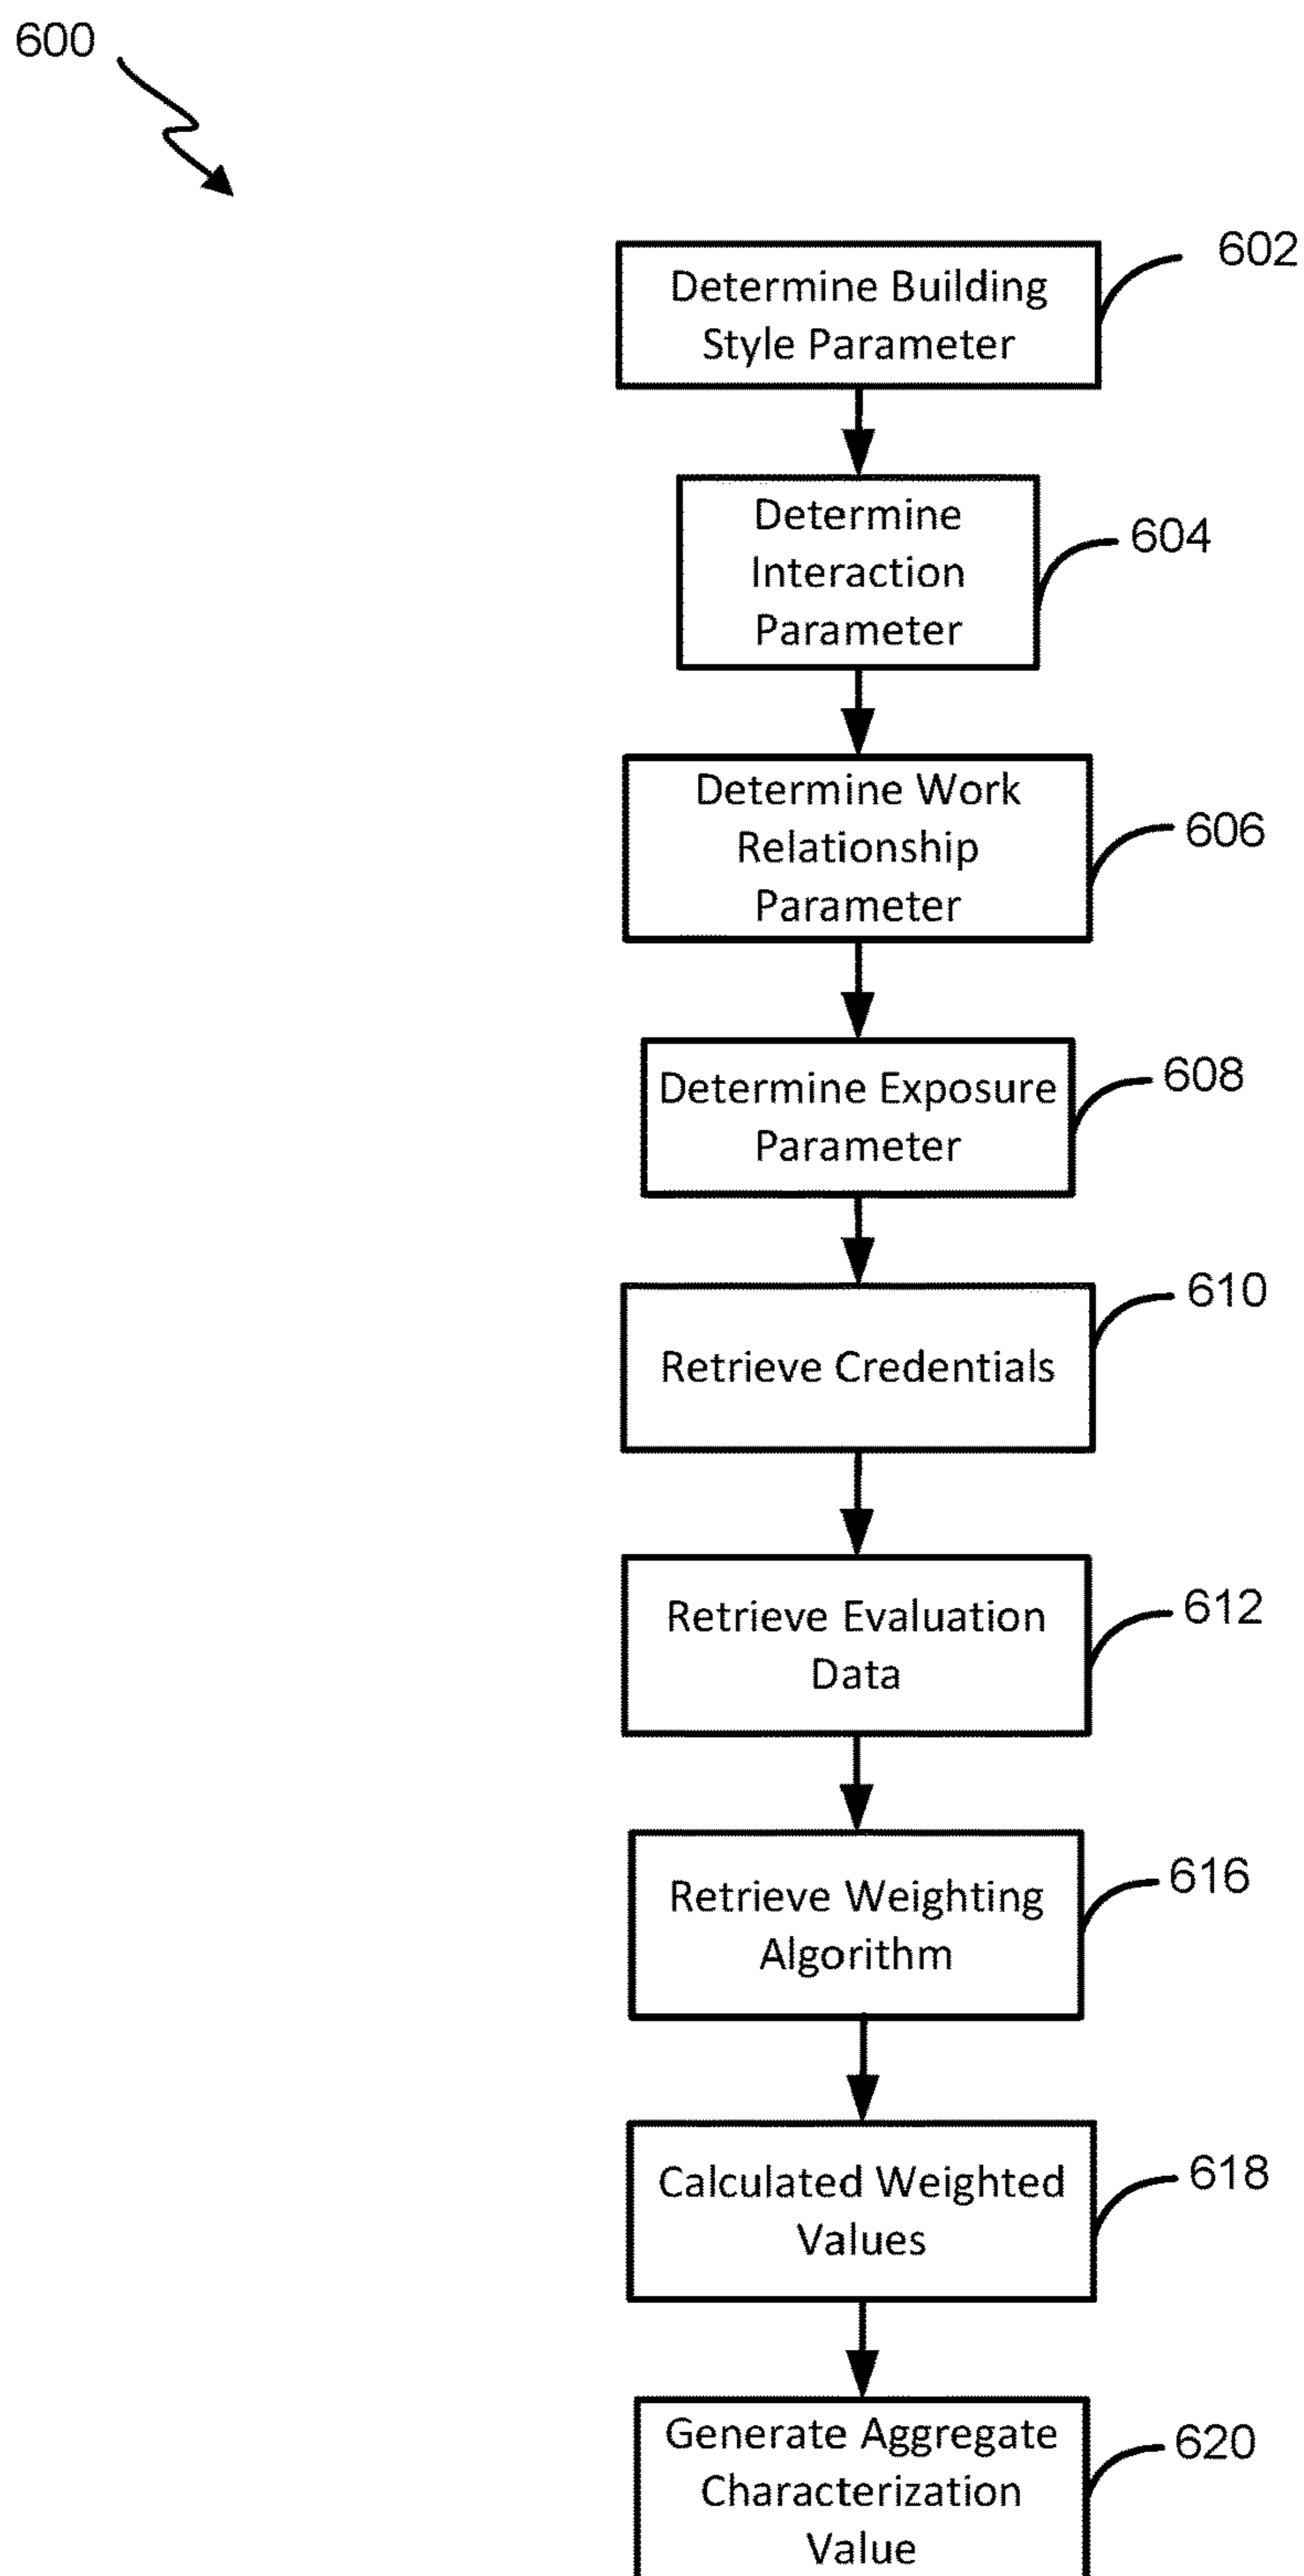 600
602
Determine Building
Style Parameter
Determine
Interaction
Parameter
604
Determine Work
Relationship
Parameter
606
Determine Exposure
Parameter
608
610
Retrieve Credentials
Retrieve Evaluation
Data
612
Retrieve Weighting
Algorithm
616
Calculated Weighted
Values
618
Generate Aggregate
Characterization
Value
620